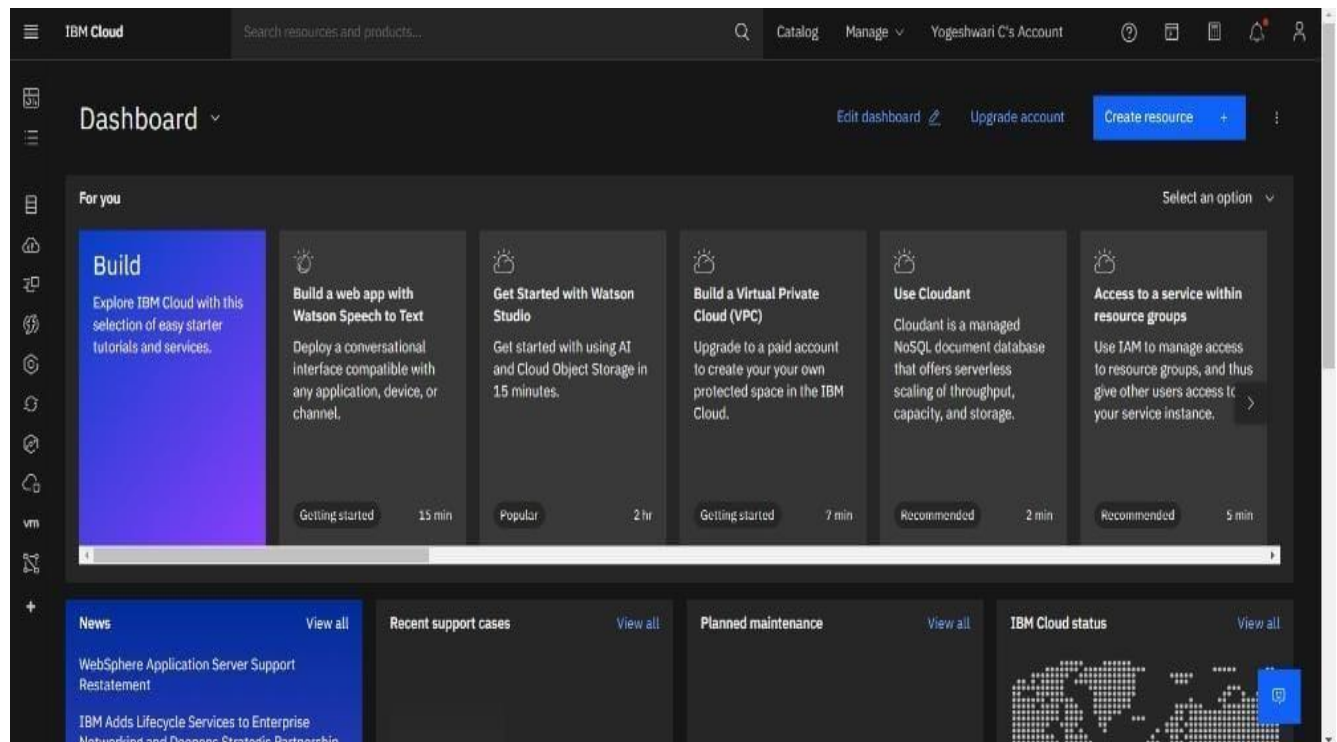 IBM Cloud
Search resources and products...
Catalog
Manage
Yogeshwari C's Account
Dashboard
Edit dashboard
Upgrade account
Create resource +
For you
Select an option
Build
Explore IBM Cloud with this
selection of easy starter
tutorials and services.
Build a web app with
Watson Speech to Text
Deploy a conversational
interface compatible with
any application, device, or
channel.
Getting started
15 min
Get Started with Watson
Studio
Get started with using AI
and Cloud Object Storage in
15 minutes.
Popular
2 hr
Build a Virtual Private
Cloud (VPC)
Upgrade to a paid account
to create your your own
protected space in the IBM
Cloud.
Getting started
7 min
Use Cloudant
Cloudant is a managed
NoSQL document database
that offers serverless
scaling of throughput,
capacity, and storage.
Recommended
2 min
Access to a service within
resource groups
Use IAM to manage access
to resource groups, and thus
give other users access to
your service instance.
Recommended
5 min
vm
News
View all
WebSphere Application Server Support
Restatement
IBM Adds Lifecycle Services to Enterprise
Networking and Deepens Strategic Partnership
Recent support cases
View all
Planned maintenance
View all
IBM Cloud status
View all